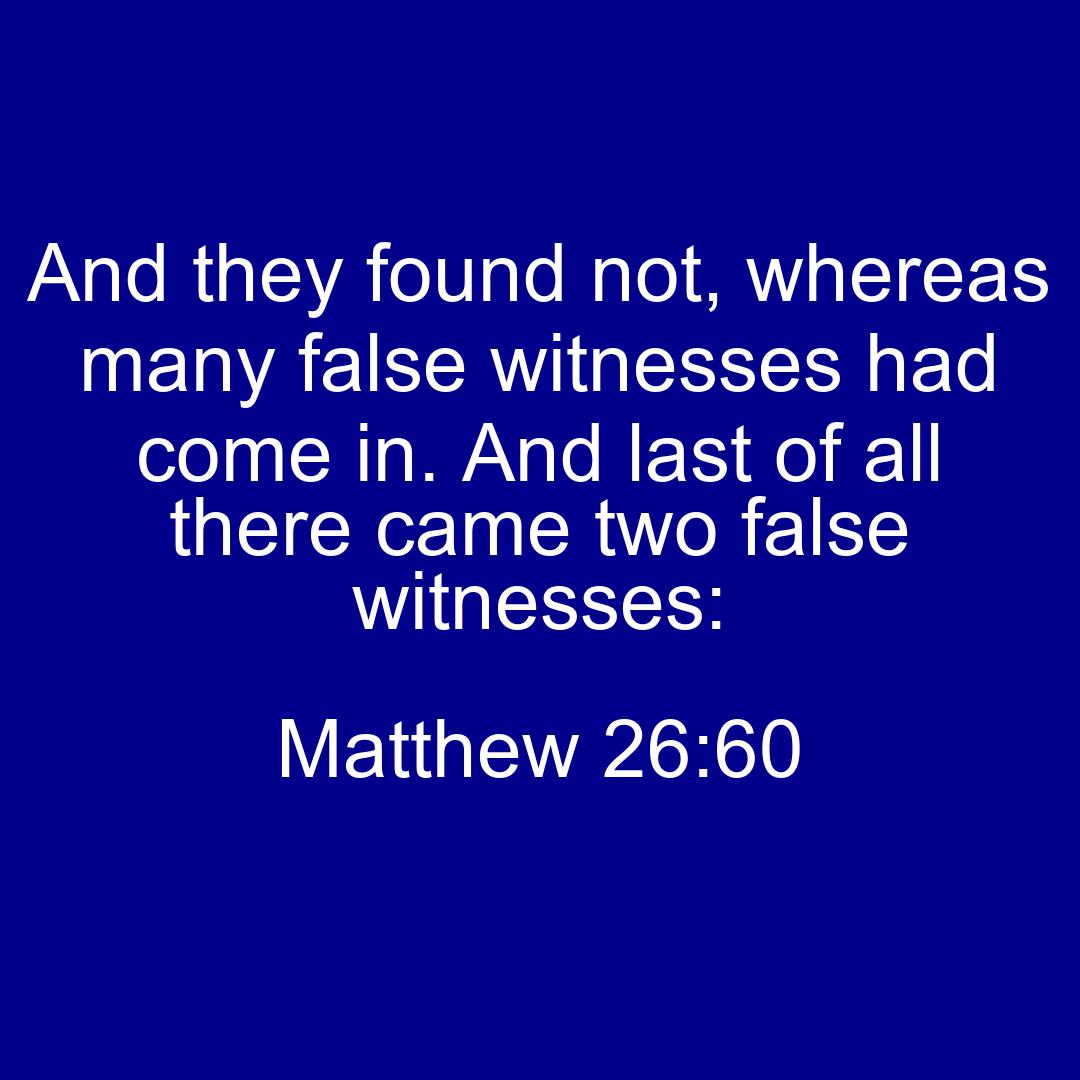 And they found not, whereas
many false witnesses had
come in. And last of all
there came two false
witnesses:
Matthew 26:60